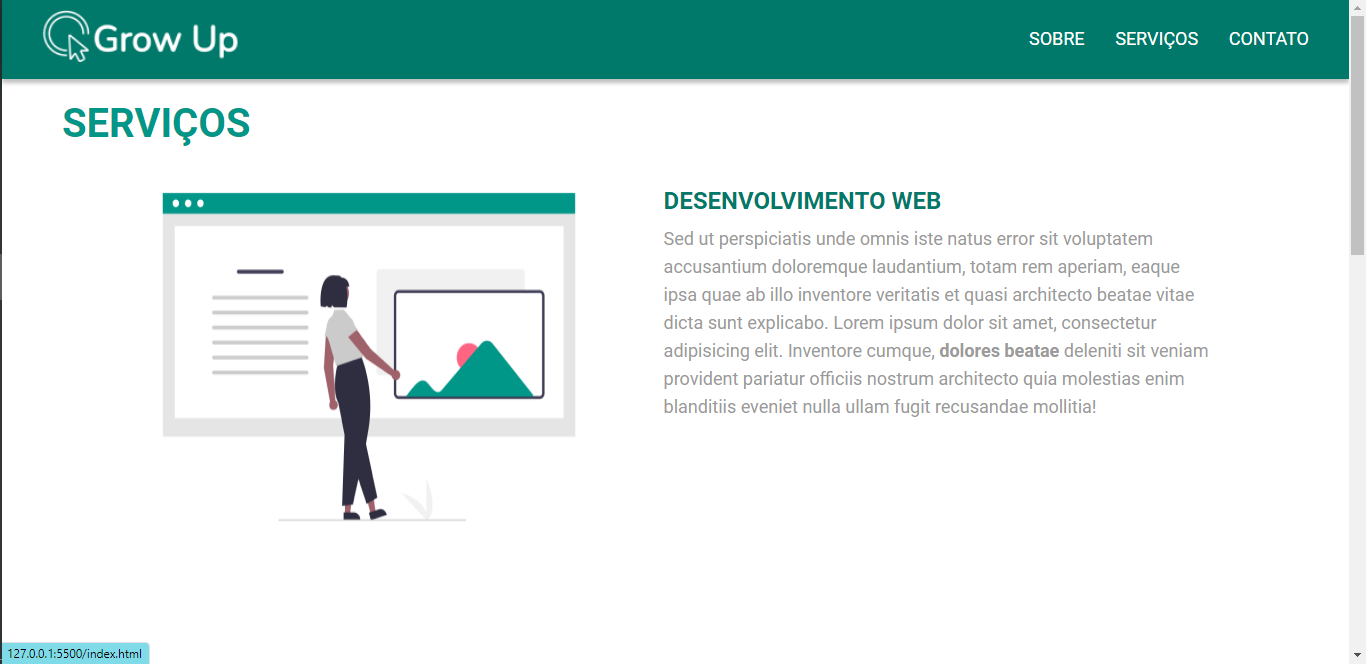 Grow Up
SOBRE SERVIÇOS CONTATO
SERVIÇOS
DESENVOLVIMENTO WEB
Sed ut perspiciatis unde omnis iste natus error sit voluptatem
accusantium doloremque laudantium, totam rem aperiam, eaque
ipsa quae ab illo inventore veritatis et quasi architecto beatae vitae
dicta sunt explicabo. Lorem ipsum dolor sit amet, consectetur
adipisicing elit. Inventore cumque, dolores beatae deleniti sit veniam
provident pariatur officiis nostrum architecto quia molestias enim
blanditiis eveniet nulla ullam fugit recusandae mollitia!
127.0.0.1:5500/index.html